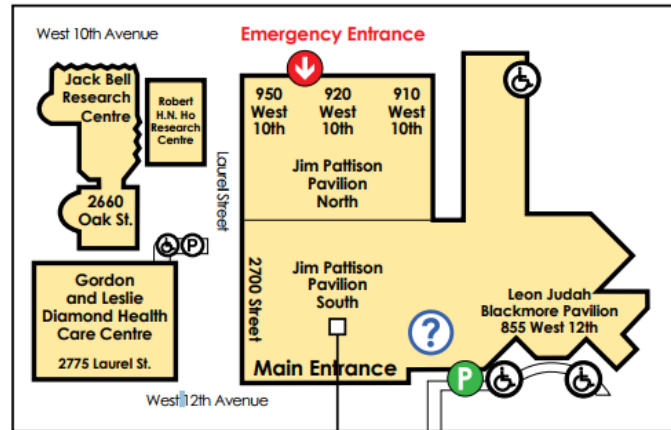 West 10th Avenue
Emergency Entrance
Jack Bell
Research
Centre
Robert
H.N. Ho
Research
Centre
950
West
10th
920
West
10th
910
West
10th
Jim Pattison
Pavilion
North
Laurel Street
2660
Oak St.
P
Gordon
and Leslie
Diamond Health
Care Centre
2775 Laurel St.
2700 Street
Jim Pattison
Pavilion
South
?
Leon Judah
Blackmore Pavilion
855 West 12th
Main Entrance
P
West 12th Avenue